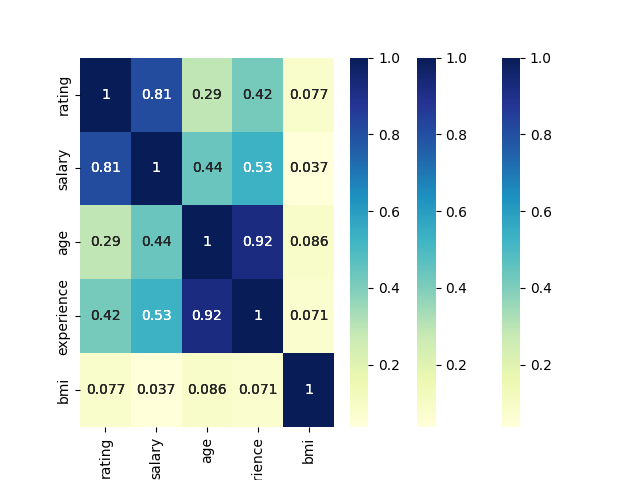 rating 1 0.81 0.29 0.42 0.077
salary 0.81 1 0.44 0.53 0.037
age 0.29 0.44 1 0.92 0.086
experience 0.42 0.53 0.92 1 0.071
bmi 0.077 0.037 0.086 0.071 1
rating salary age rience bmi
1.0 1.0 1.0
0.8 0.8 0.8
0.6 0.6 0.6
0.4 0.4 0.4
0.2 0.2 0.2